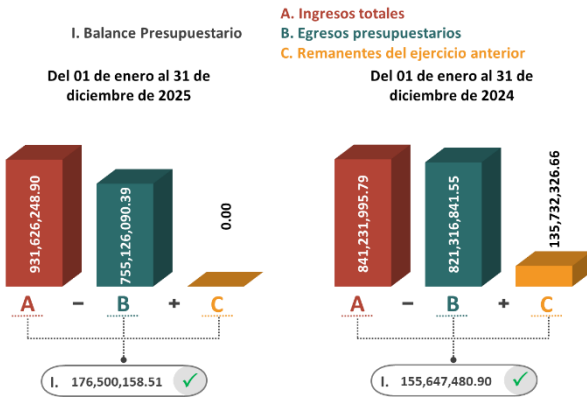 I. Balance Presupuestario
A. Ingresos totales
B. Egresos presupuestarios
C. Remanentes del ejercicio anterior
Del 01 de enero al 31 de
diciembre de 2025
931,626,248.90
755,126,090.39
0.00
A – B + C
I. 176,500,158.51
Del 01 de enero al 31 de
diciembre de 2024
841,231,995.79
821,316,841.55
135,732,326.66
A – B + C
I. 155,647,480.90